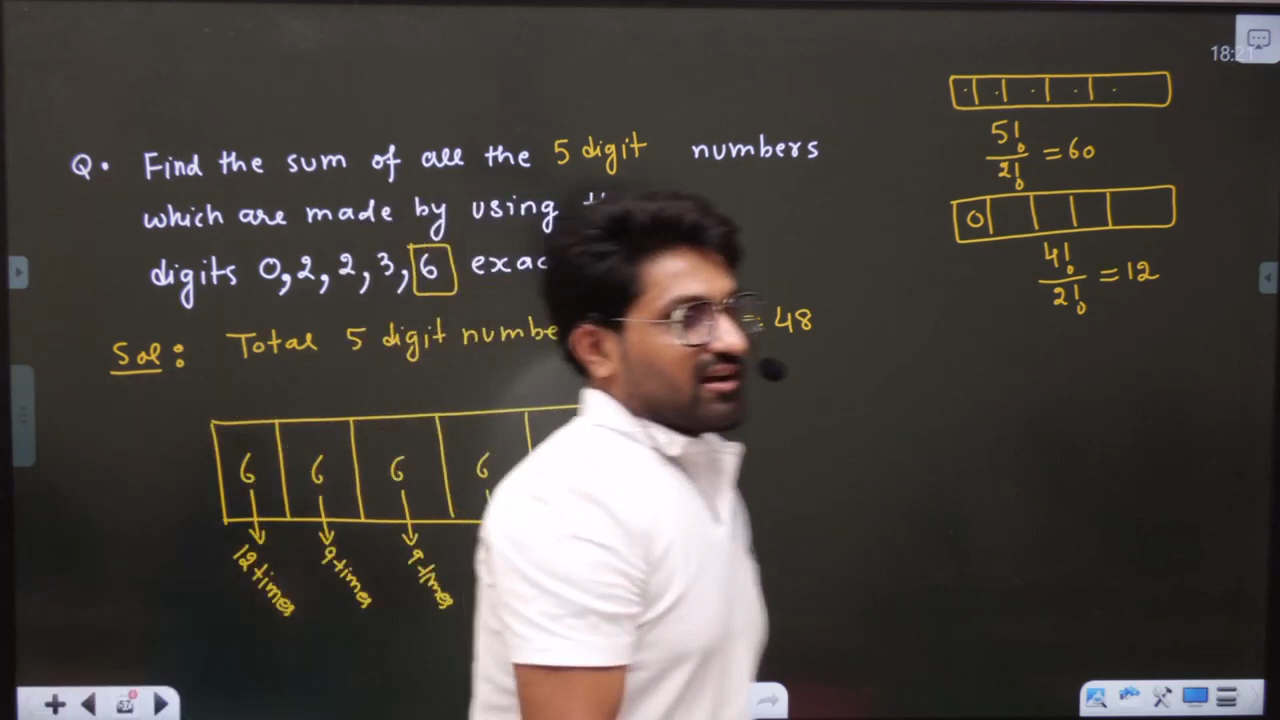 18:21
Q. Find the sum of all the 5 digit numbers
which are made by using
digits 0,2,2,3,6
Sol: Total 5 digit = 48
6 6 6 6
12 times 9 times 9 times
5!/2! = 60
0
4!/2! = 12